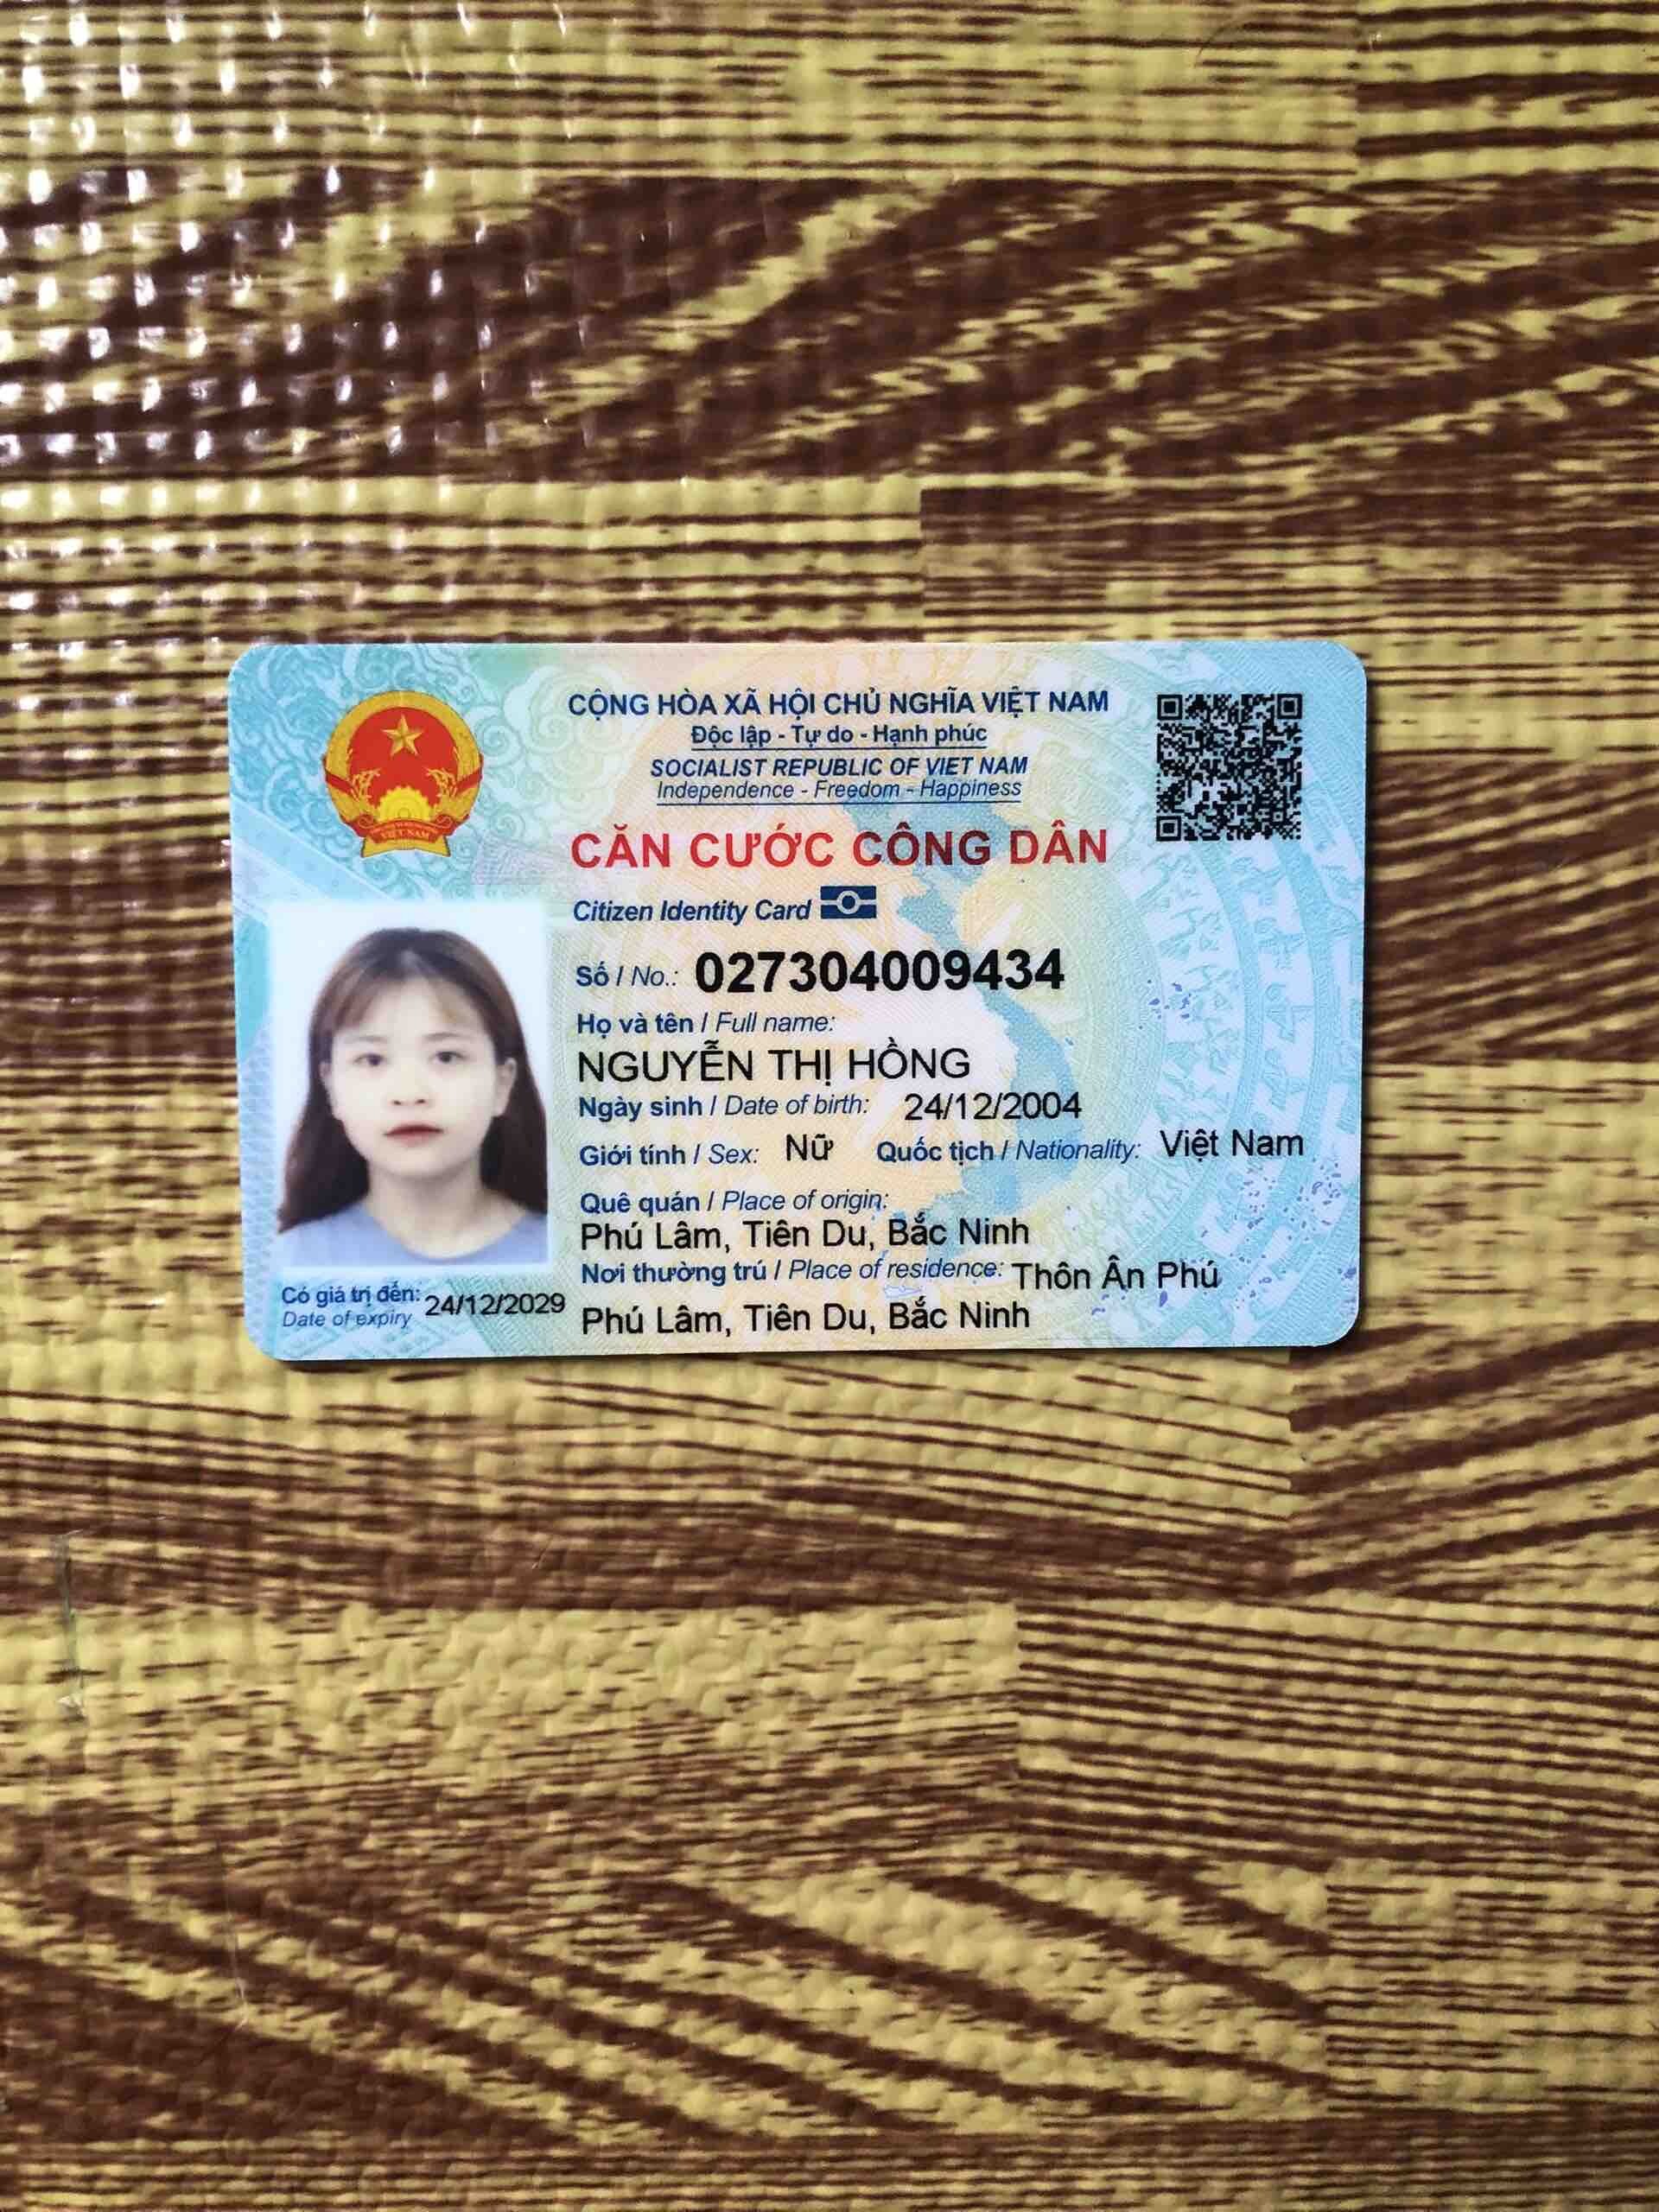 CỘNG HÒA XÃ HỘI CHỦ NGHĨA VIỆT NAM
Độc lập - Tự do - Hạnh phúc
SOCIALIST REPUBLIC OF VIET NAM
Independence - Freedom - Happiness
CĂN CƯỚC CÔNG DÂN
Citizen Identity Card
Số / No.: 027304009434
Họ và tên / Full name:
NGUYỄN THỊ HỒNG
Ngày sinh / Date of birth: 24/12/2004
Giới tính / Sex: Nữ Quốc tịch / Nationality: Việt Nam
Quê quán / Place of origin:
Phú Lâm, Tiên Du, Bắc Ninh
Nơi thường trú / Place of residence: Thôn Ân Phú
Phú Lâm, Tiên Du, Bắc Ninh
Có giá trị đến: 24/12/2029
Date of expiry
VIỆT NAM